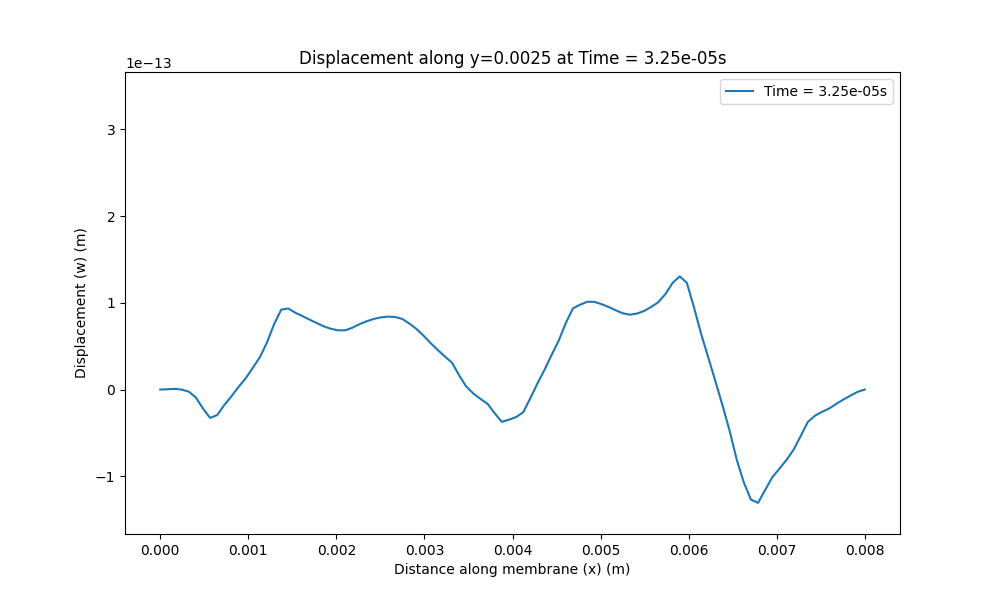 Displacement along y=0.0025 at Time = 3.25e-05s
1e−13
Time = 3.25e-05s
3
2
1
0
−1
Displacement (w) (m)
0.000 0.001 0.002 0.003 0.004 0.005 0.006 0.007 0.008
Distance along membrane (x) (m)